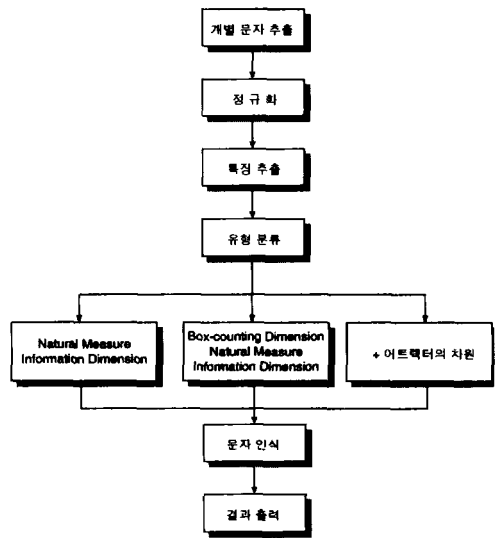 개별 문자 추출
정 규 화
특징 추출
유형 분류
Natural Measure
Information Dimension
Box-counting Dimension
Natural Measure
Information Dimension
+ 어트랙터의 차원
문자 인식
결과 출력